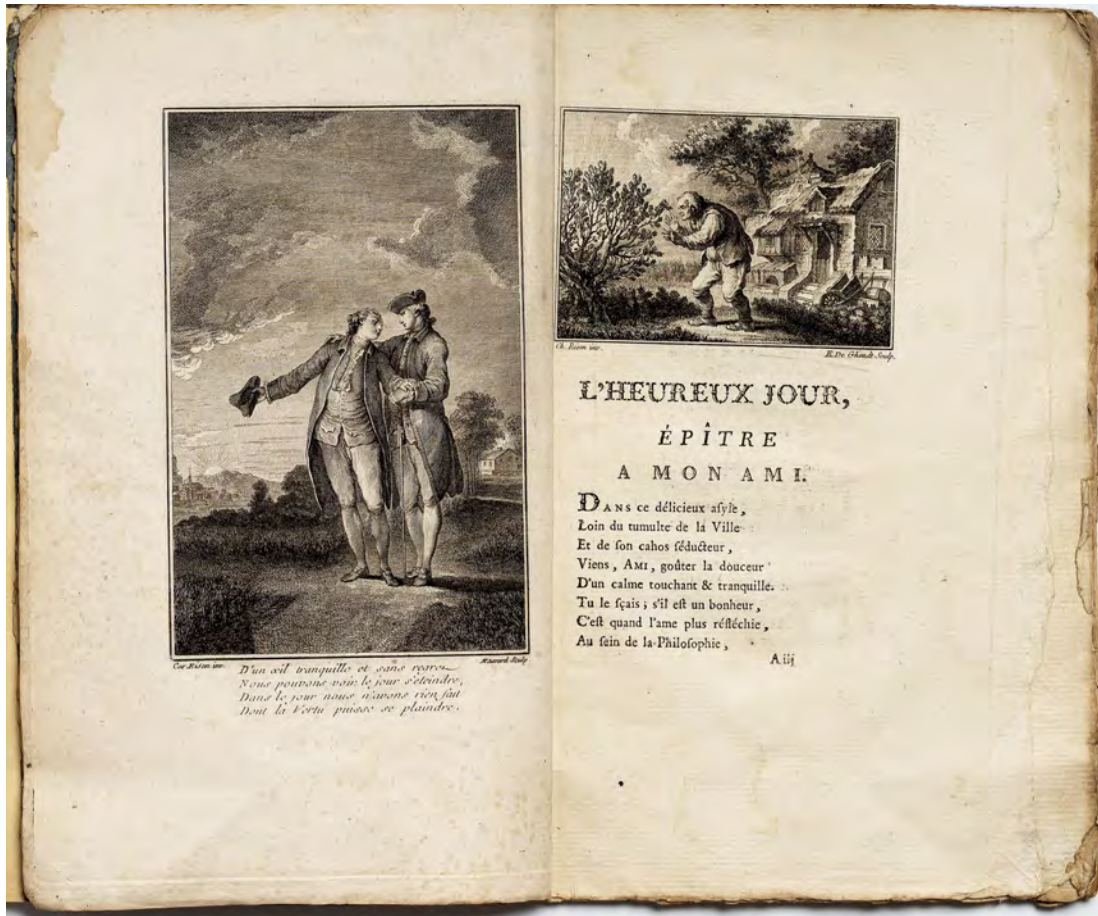 Car. Eisen inv.
Massard Sculp.
D'un œil tranquille et sans regret
Nous pouvons voir le jour s'eteindre,
Dans le jour nous n'avons rien fait
Dont la Vertu puisse se plaindre.
Ch. Eisen inv.
E. De Ghendt Sculp.
L'HEUREUX JOUR,
ÉPÎTRE
A MON AMI.
DANS ce délicieux aſyle,
Loin du tumulte de la Ville
Et de ſon cahos ſéducteur,
Viens, AMI, goûter la douceur
D'un calme touchant & tranquille.
Tu le ſçais; s'il eſt un bonheur,
C'eſt quand l'ame plus réfléchie,
Au ſein de la Philoſophie,
A iij